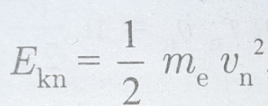 E_kn = 1/2 m_e v_n^2